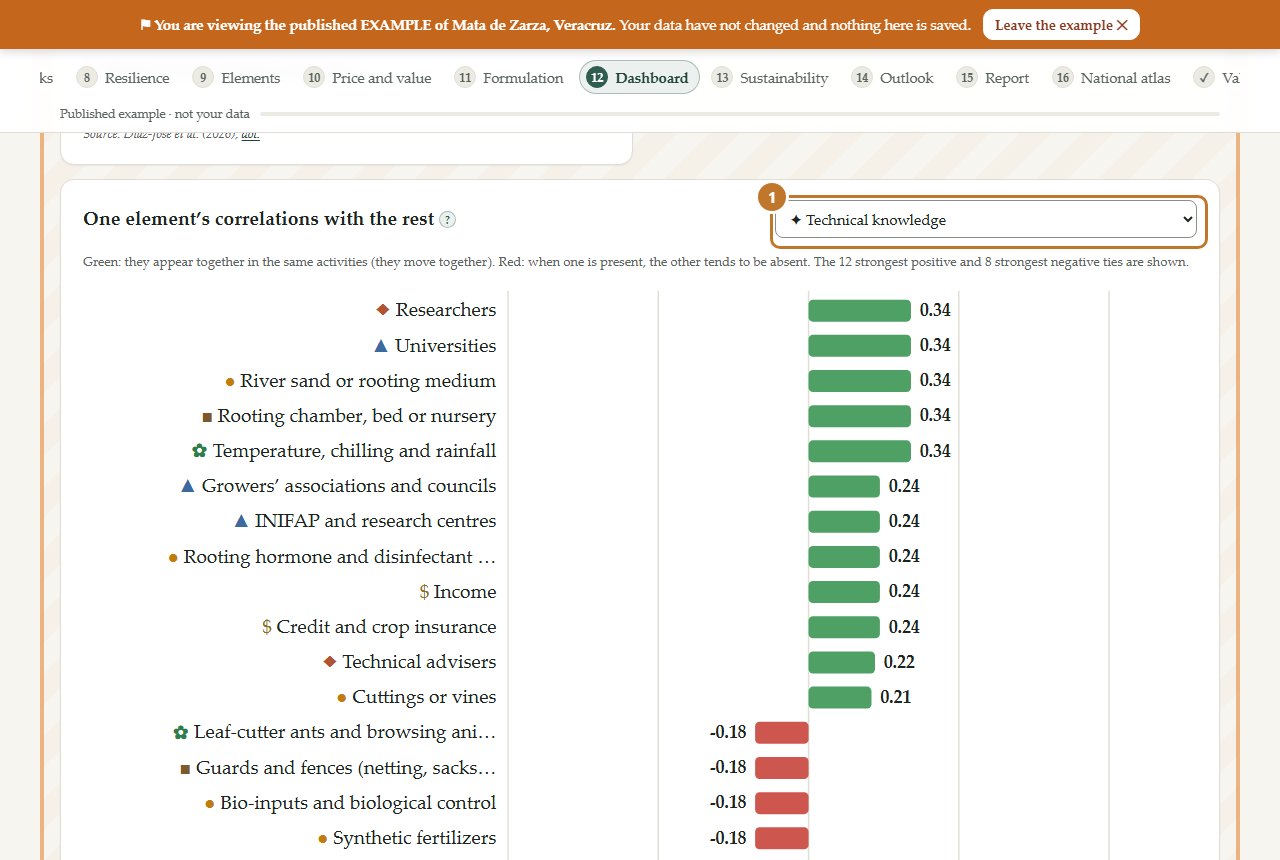 ⚑ You are viewing the published EXAMPLE of Mata de Zarza, Veracruz. Your data have not changed and nothing here is saved.
Leave the example ✕
ks
8 Resilience
9 Elements
10 Price and value
11 Formulation
12 Dashboard
13 Sustainability
14 Outlook
15 Report
16 National atlas
✓ Va
Published example · not your data
Source: Díaz-José et al. (2026), doi.
One element’s correlations with the rest ?
1
✦ Technical knowledge
Green: they appear together in the same activities (they move together). Red: when one is present, the other tends to be absent. The 12 strongest positive and 8 strongest negative ties are shown.
◆ Researchers 0.34
▲ Universities 0.34
● River sand or rooting medium 0.34
■ Rooting chamber, bed or nursery 0.34
✿ Temperature, chilling and rainfall 0.34
▲ Growers’ associations and councils 0.24
▲ INIFAP and research centres 0.24
● Rooting hormone and disinfectant … 0.24
$ Income 0.24
$ Credit and crop insurance 0.24
◆ Technical advisers 0.22
● Cuttings or vines 0.21
✿ Leaf-cutter ants and browsing ani… -0.18
■ Guards and fences (netting, sacks… -0.18
● Bio-inputs and biological control -0.18
● Synthetic fertilizers -0.18